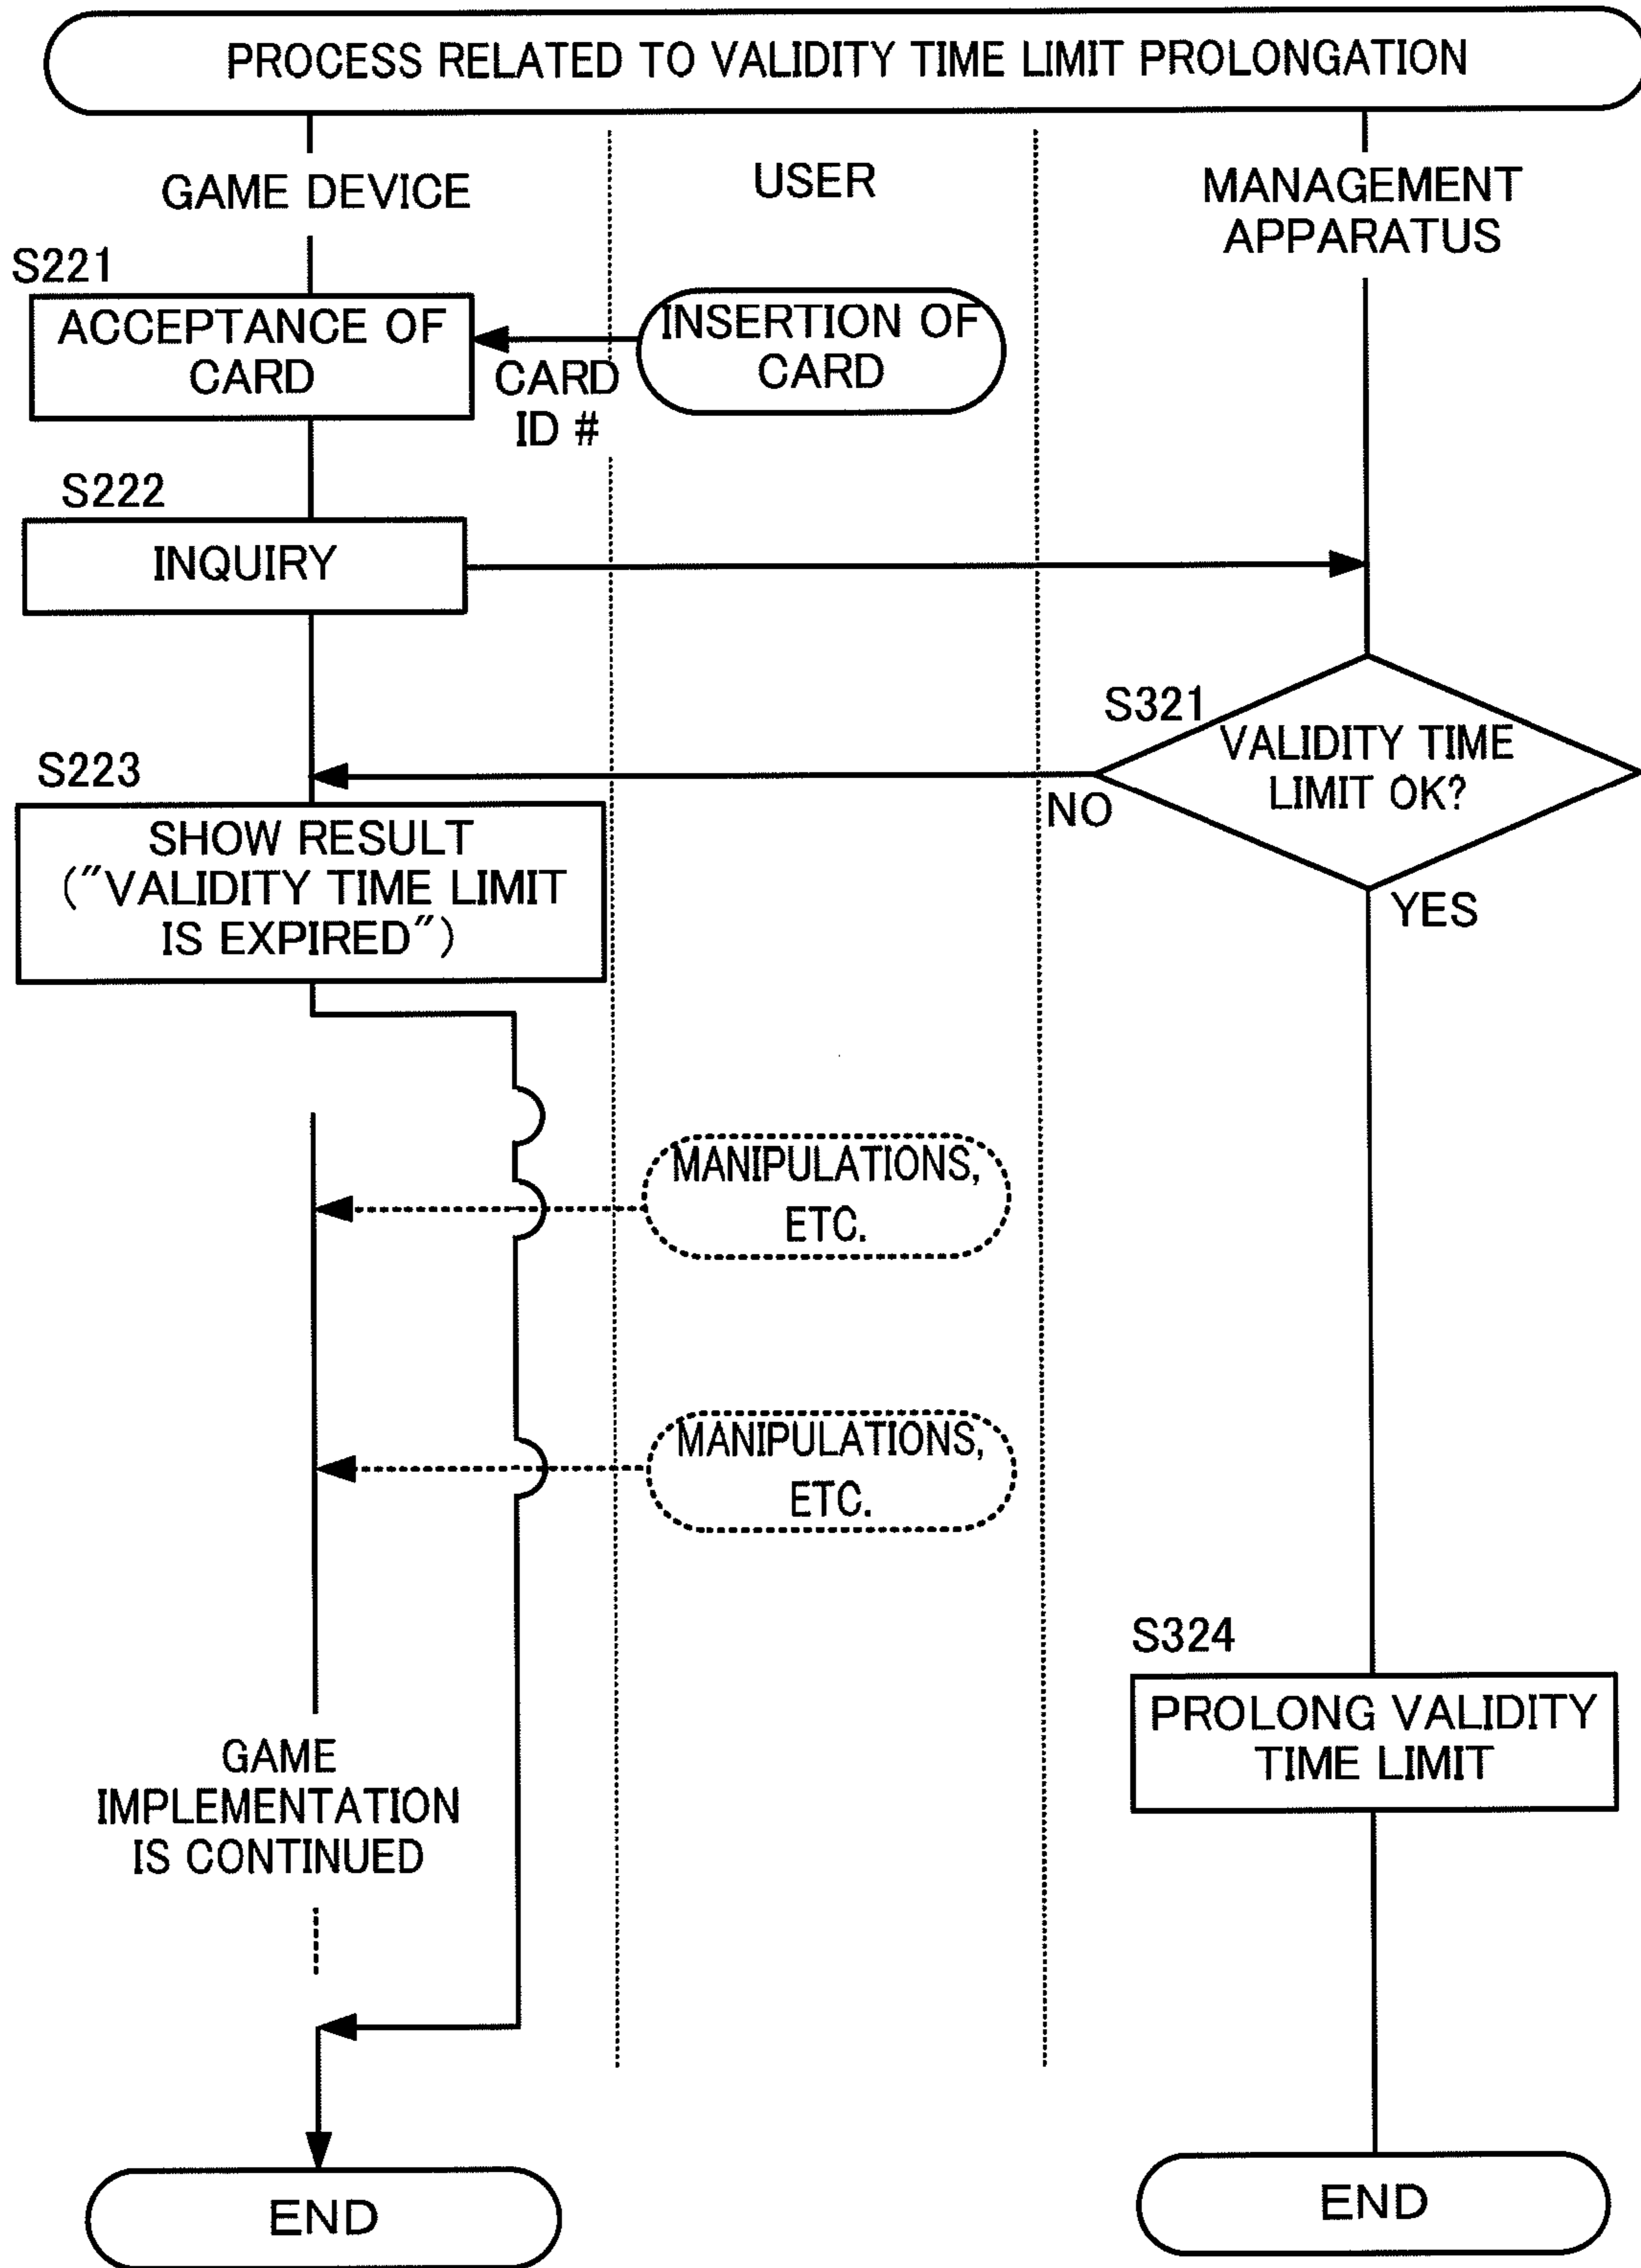 PROCESS RELATED TO VALIDITY TIME LIMIT PROLONGATION
GAME DEVICE
USER
MANAGEMENT
APPARATUS
S221
ACCEPTANCE OF
CARD
CARD
ID #
INSERTION OF
CARD
S222
INQUIRY
S321
VALIDITY TIME
LIMIT OK?
NO
YES
S223
SHOW RESULT
("VALIDITY TIME LIMIT
IS EXPIRED")
MANIPULATIONS,
ETC.
MANIPULATIONS,
ETC.
S324
PROLONG VALIDITY
TIME LIMIT
GAME
IMPLEMENTATION
IS CONTINUED
END
END